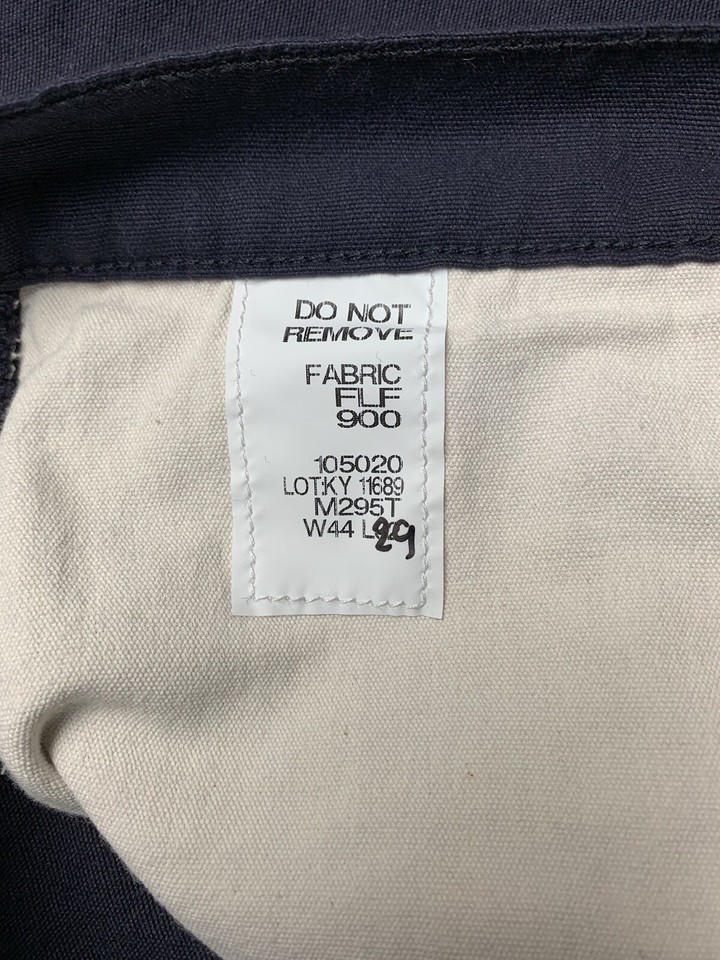 DO NOT
REMOVE
FABRIC
FLF
900
105020
LOT:KY 11689
M295T
W44 L29